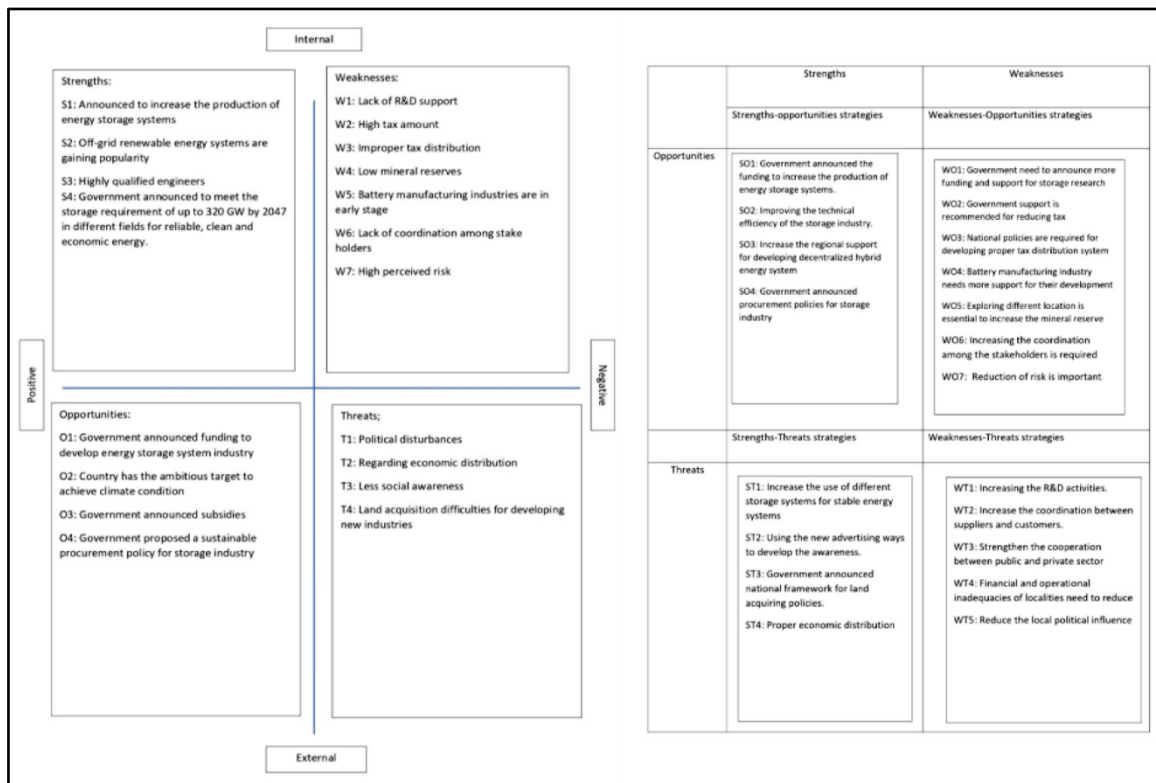 Internal
Strengths:
S1: Announced to increase the production of
energy storage systems
S2: Off-grid renewable energy systems are
gaining popularity
S3: Highly qualified engineers
S4: Government announced to meet the
storage requirement of up to 320 GW by 2047
in different fields for reliable, clean and
economic energy.
Weaknesses:
W1: Lack of R&D support
W2: High tax amount
W3: Improper tax distribution
W4: Low mineral reserves
W5: Battery manufacturing industries are in
early stage
W6: Lack of coordination among stake
holders
W7: High perceived risk
Positive
Negative
Opportunities:
O1: Government announced funding to
develop energy storage system industry
O2: Country has the ambitious target to
achieve climate condition
O3: Government announced subsidies
O4: Government proposed a sustainable
procurement policy for storage industry
Threats;
T1: Political disturbances
T2: Regarding economic distribution
T3: Less social awareness
T4: Land acquisition difficulties for developing
new industries
External
Strengths
Weaknesses
Strengths-opportunities strategies
Weaknesses-Opportunities strategies
Opportunities
SO1: Government announced the
funding to increase the production of
energy storage systems.
SO2: Improving the technical
efficiency of the storage industry.
SO3: Increase the regional support
for developing decentralized hybrid
energy system
SO4: Government announced
procurement policies for storage
industry
WO1: Government need to announce more
funding and support for storage research
WO2: Government support is
recommended for reducing tax
WO3: National policies are required for
developing proper tax distribution system
WO4: Battery manufacturing industry
needs more support for their development
WO5: Exploring different location is
essential to increase the mineral reserve
WO6: Increasing the coordination
among the stakeholders is required
WO7: Reduction of risk is important
Strengths-Threats strategies
Weaknesses-Threats strategies
Threats
ST1: Increase the use of different
storage systems for stable energy
systems
ST2: Using the new advertising ways
to develop the awareness.
ST3: Government announced
national framework for land
acquiring policies.
ST4: Proper economic distribution
WT1: Increasing the R&D activities.
WT2: Increase the coordination between
suppliers and customers.
WT3: Strengthen the cooperation
between public and private sector
WT4: Financial and operational
inadequacies of localities need to reduce
WT5: Reduce the local political influence